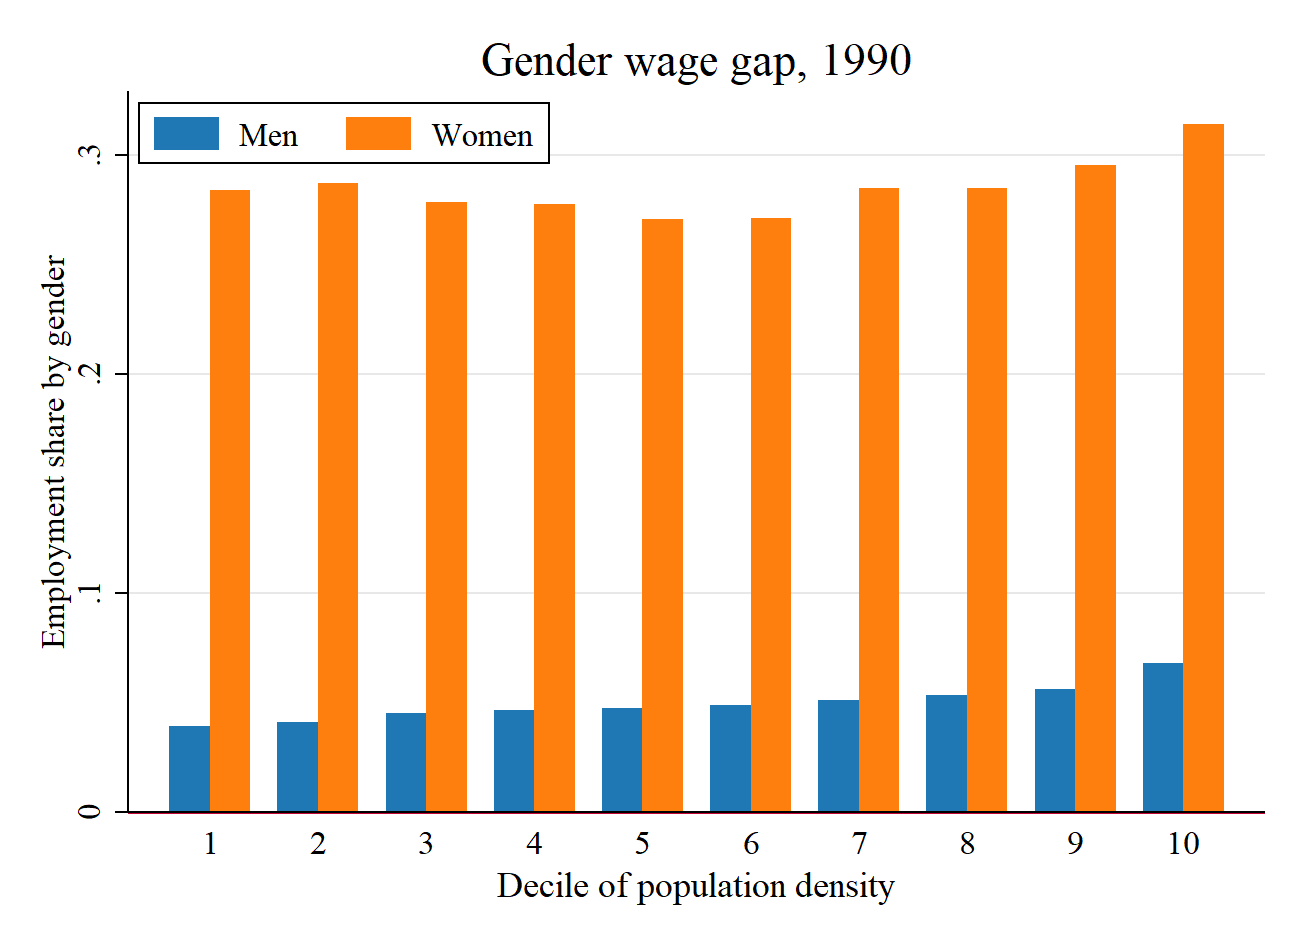 Gender wage gap, 1990
Men Women
Employment share by gender
.3
.2
.1
0
1 2 3 4 5 6 7 8 9 10
Decile of population density